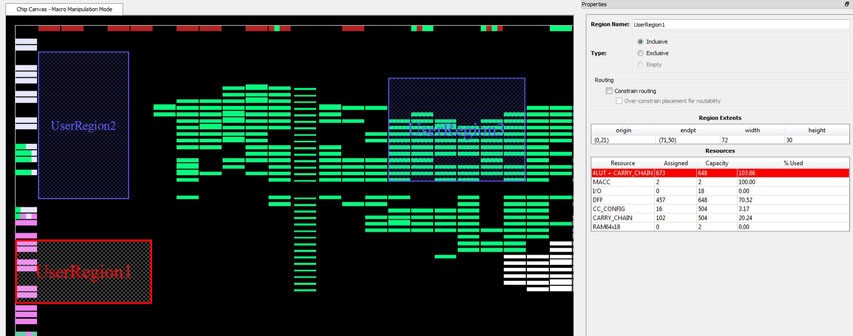 Chip Canvas - Macro Manipulation Mode
UserRegion2
UserRegion3
UserRegion1
Properties
Region Name: UserRegion1
Type:
Inclusive
Exclusive
Empty
Routing
Constrain routing
Over-constrain placement for routability
Region Extents
origin endpt width height
(0,21) (71,50) 72 30
Resources
Resource Assigned Capacity % Used
4LUT + CARRY_CHAIN 673 648 103.86
MACC 2 2 100.00
I/O 0 18 0.00
DFF 457 648 70.52
CC_CONFIG 16 504 3.17
CARRY_CHAIN 102 504 20.24
RAM64x18 0 2 0.00